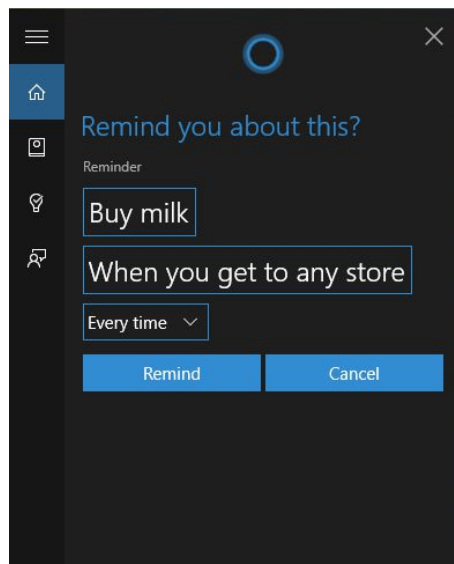 Remind you about this?
Reminder
Buy milk
When you get to any store
Every time
Remind Cancel